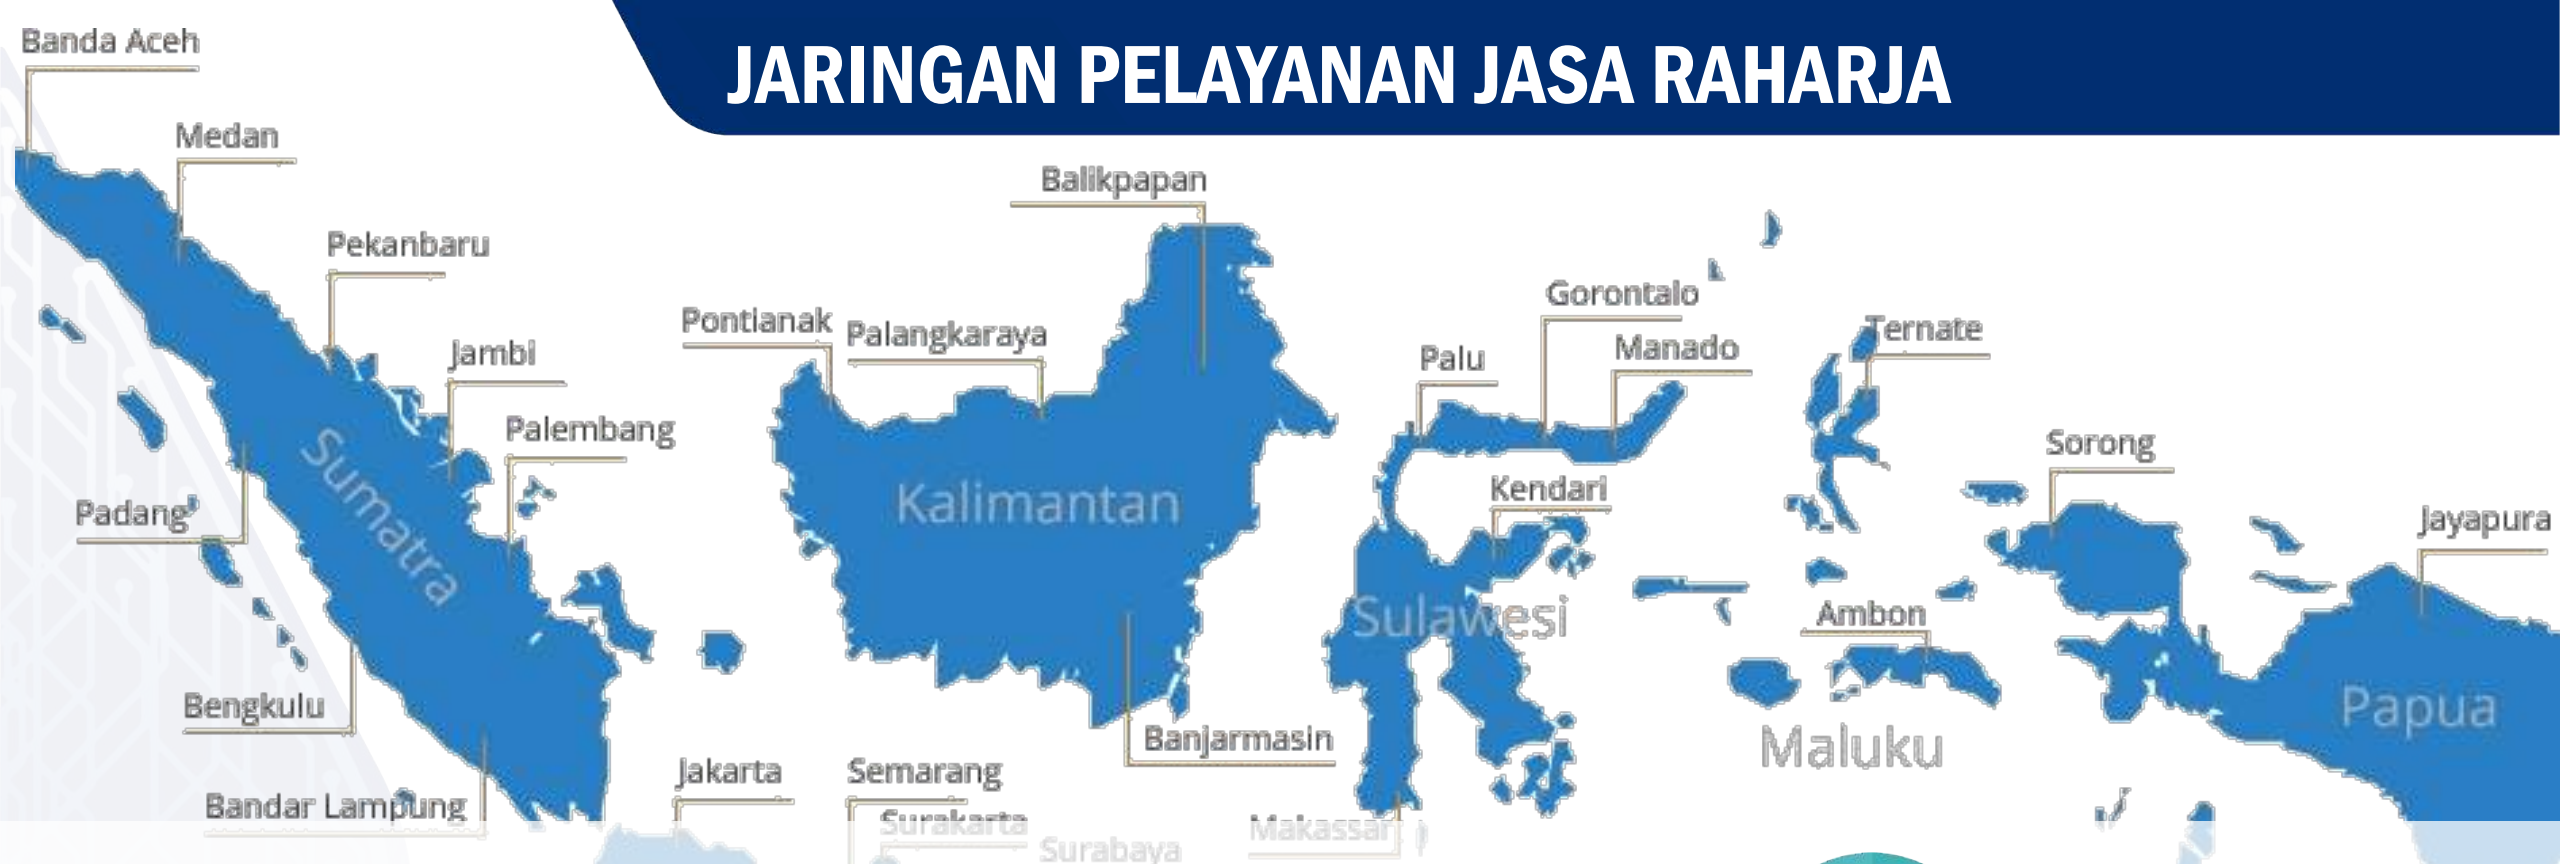 JARINGAN PELAYANAN JASA RAHARJA
Banda Aceh
Medan
Pekanbaru
Jambi
Palembang
Padang
Bengkulu
Bandar Lampung
Sumatra
Balikpapan
Pontianak
Palangkaraya
Kalimantan
Banjarmasin
Jakarta
Semarang
Surakarta
Surabaya
Gorontalo
Manado
Palu
Kendari
Sulawesi
Makassar
Ternate
Ambon
Maluku
Sorong
Jayapura
Papua